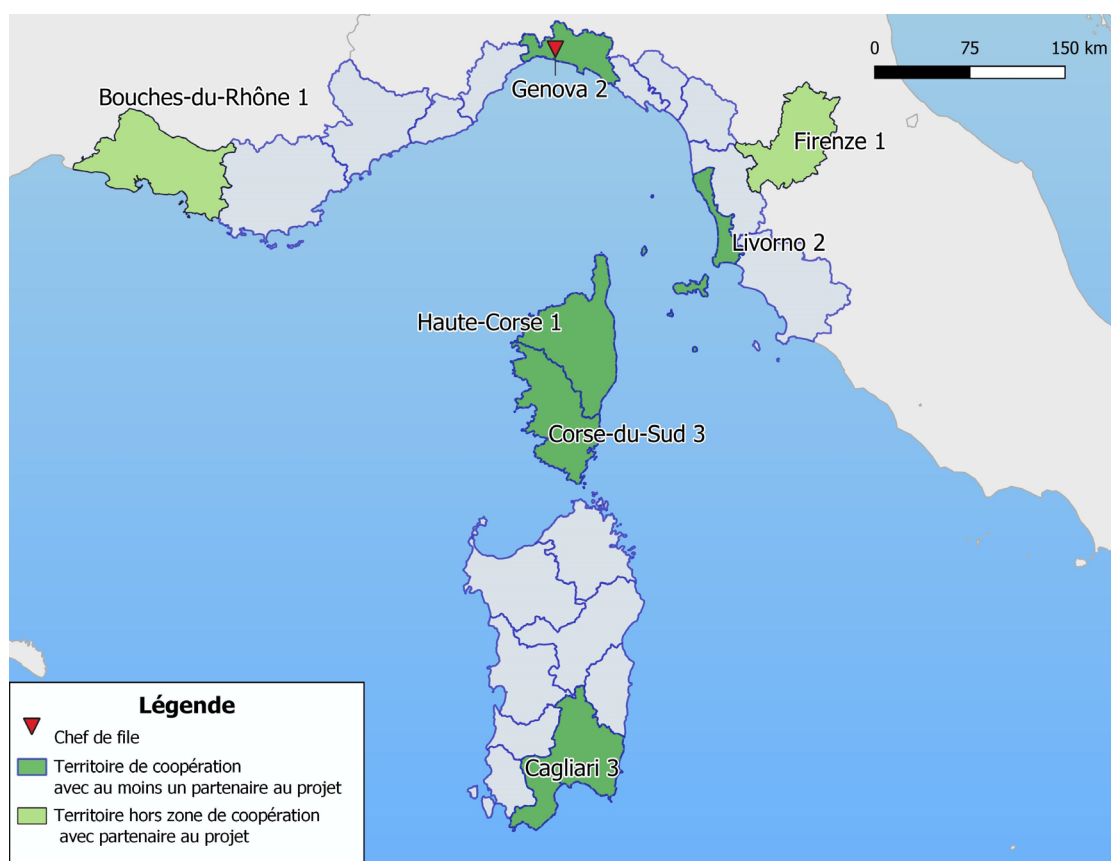 0 75 150 km
Genova 2
Bouches-du-Rhône 1
Firenze 1
Livorno 2
Haute-Corse 1
Corse-du-Sud 3
Cagliari 3
Légende
Chef de file
Territoire de coopération
avec au moins un partenaire au projet
Territoire hors zone de coopération
avec partenaire au projet